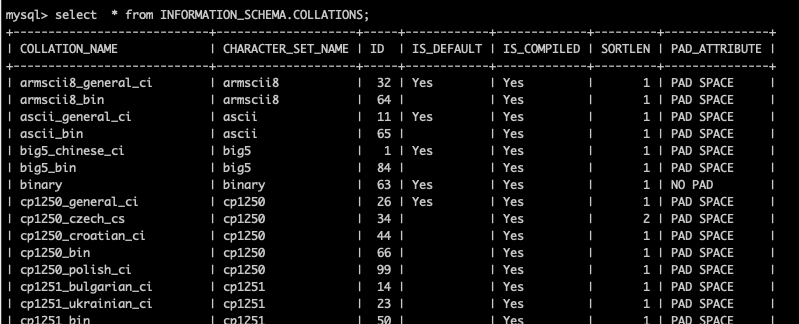 mysql> select  * from INFORMATION_SCHEMA.COLLATIONS;
+----------------------------+--------------------+-----+------------+-------------+---------+---------------+
| COLLATION_NAME             | CHARACTER_SET_NAME | ID  | IS_DEFAULT | IS_COMPILED | SORTLEN | PAD_ATTRIBUTE |
+----------------------------+--------------------+-----+------------+-------------+---------+---------------+
| armscii8_general_ci        | armscii8           |  32 | Yes        | Yes         |       1 | PAD SPACE     |
| armscii8_bin               | armscii8           |  64 |            | Yes         |       1 | PAD SPACE     |
| ascii_general_ci           | ascii              |  11 | Yes        | Yes         |       1 | PAD SPACE     |
| ascii_bin                  | ascii              |  65 |            | Yes         |       1 | PAD SPACE     |
| big5_chinese_ci            | big5               |   1 | Yes        | Yes         |       1 | PAD SPACE     |
| big5_bin                   | big5               |  84 |            | Yes         |       1 | PAD SPACE     |
| binary                     | binary             |  63 | Yes        | Yes         |       1 | NO PAD        |
| cp1250_general_ci          | cp1250             |  26 | Yes        | Yes         |       1 | PAD SPACE     |
| cp1250_czech_cs            | cp1250             |  34 |            | Yes         |       2 | PAD SPACE     |
| cp1250_croatian_ci         | cp1250             |  44 |            | Yes         |       1 | PAD SPACE     |
| cp1250_bin                 | cp1250             |  66 |            | Yes         |       1 | PAD SPACE     |
| cp1250_polish_ci           | cp1250             |  99 |            | Yes         |       1 | PAD SPACE     |
| cp1251_bulgarian_ci        | cp1251             |  14 |            | Yes         |       1 | PAD SPACE     |
| cp1251_ukrainian_ci        | cp1251             |  23 |            | Yes         |       1 | PAD SPACE     |
| cp1251_bin                 | cp1251             |  50 |            | Yes         |       1 | PAD SPACE     |